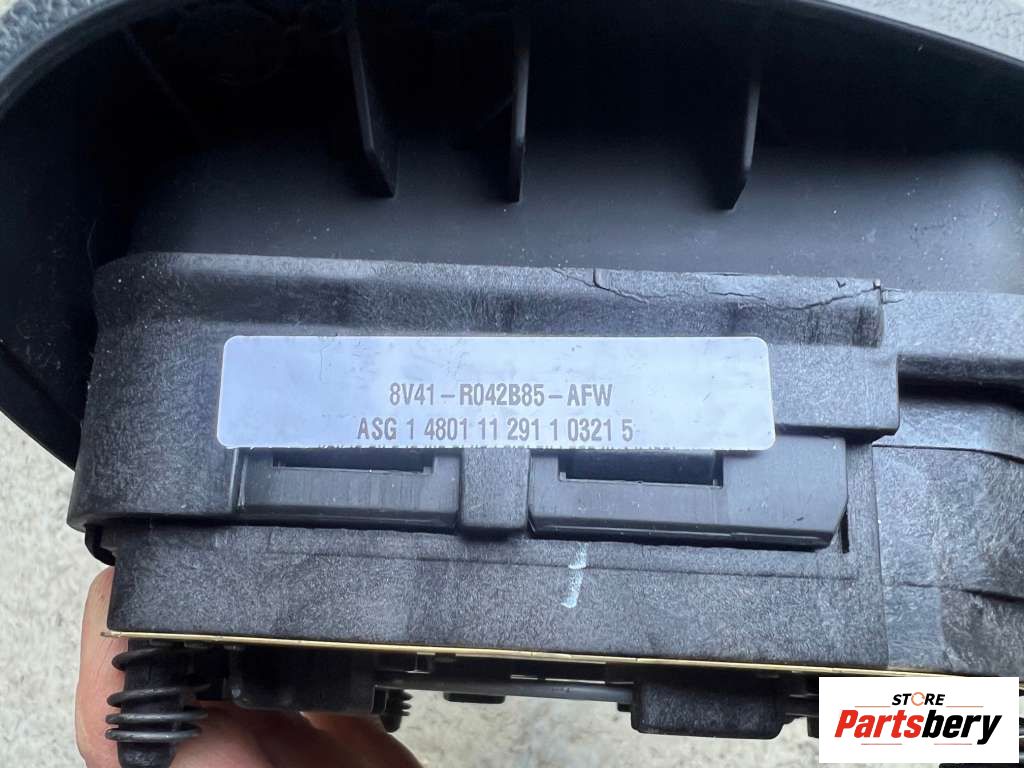 8V41-R042B85-AFW
ASG 1 4801 11 291 1 0321 5
STORE
Partsbery